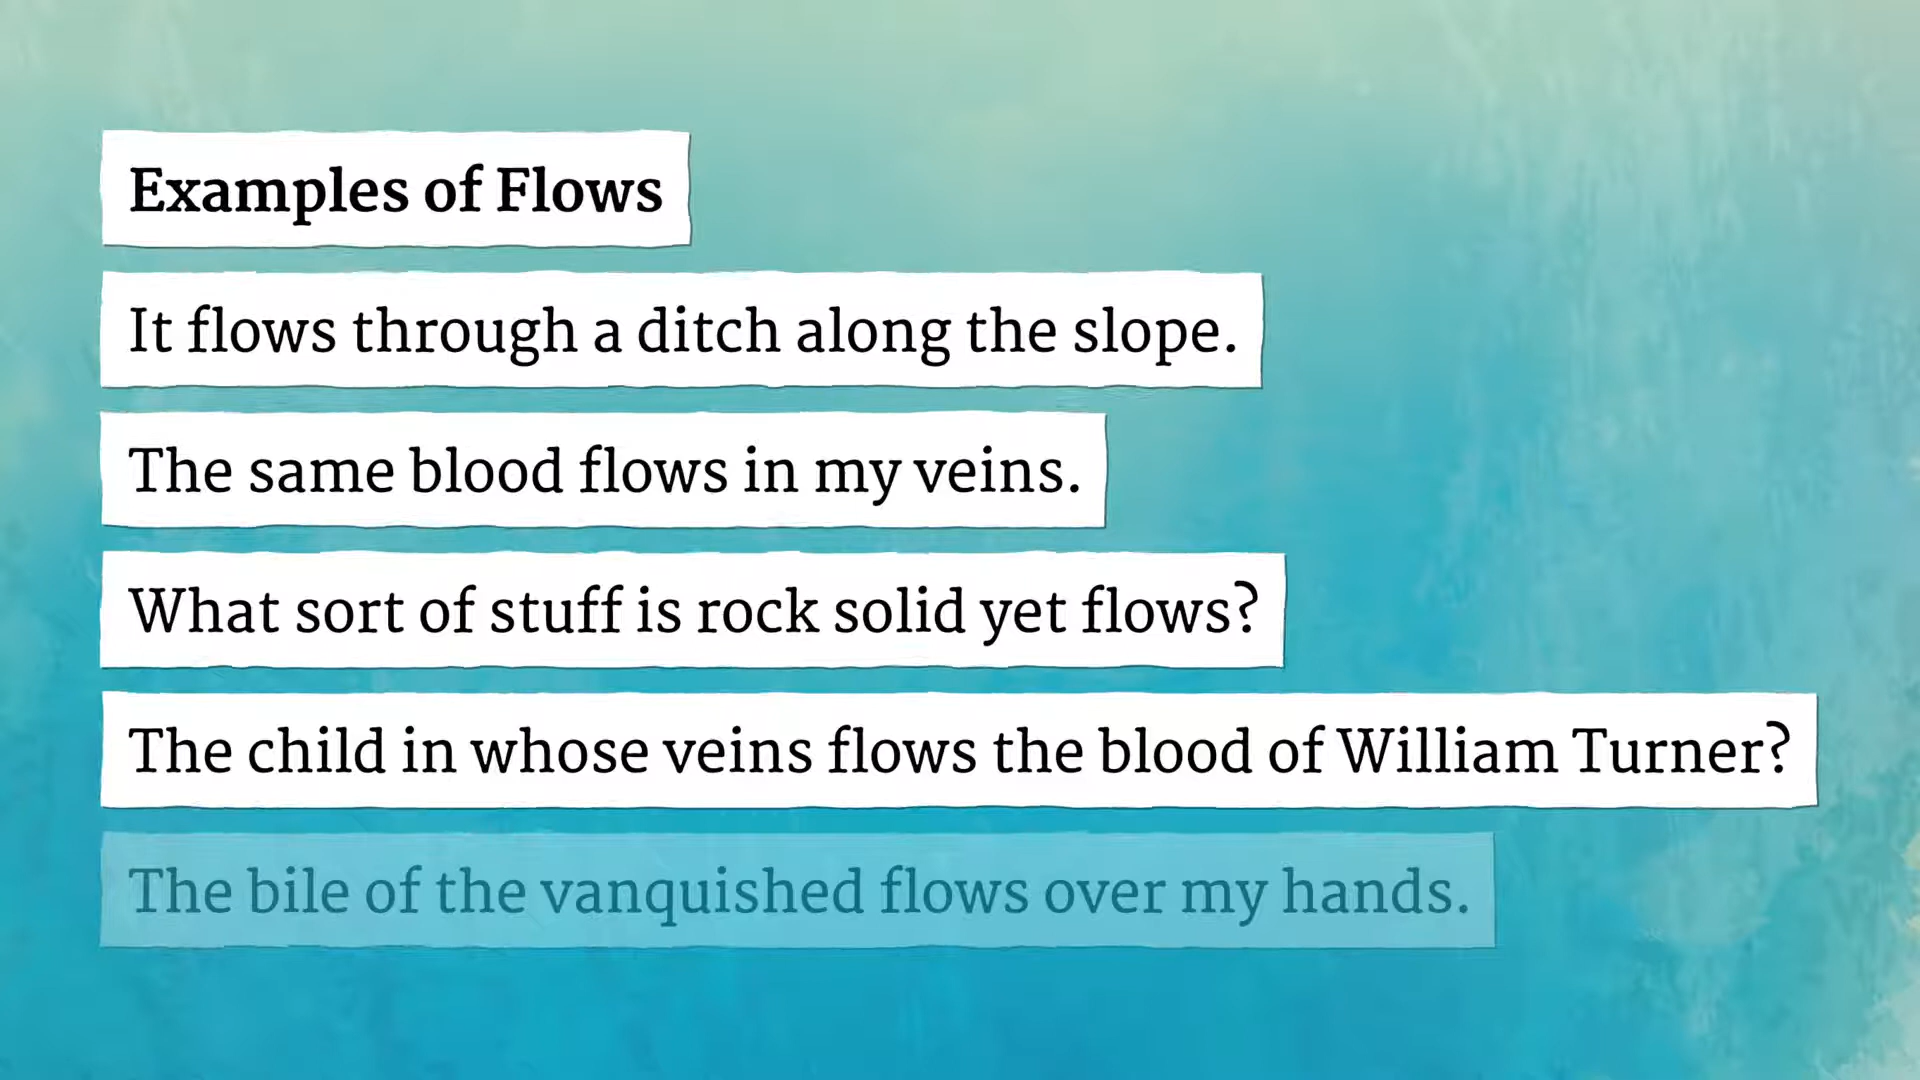 Examples of Flows
It flows through a ditch along the slope.
The same blood flows in my veins.
What sort of stuff is rock solid yet flows?
The child in whose veins flows the blood of William Turner?
The bile of the vanquished flows over my hands.